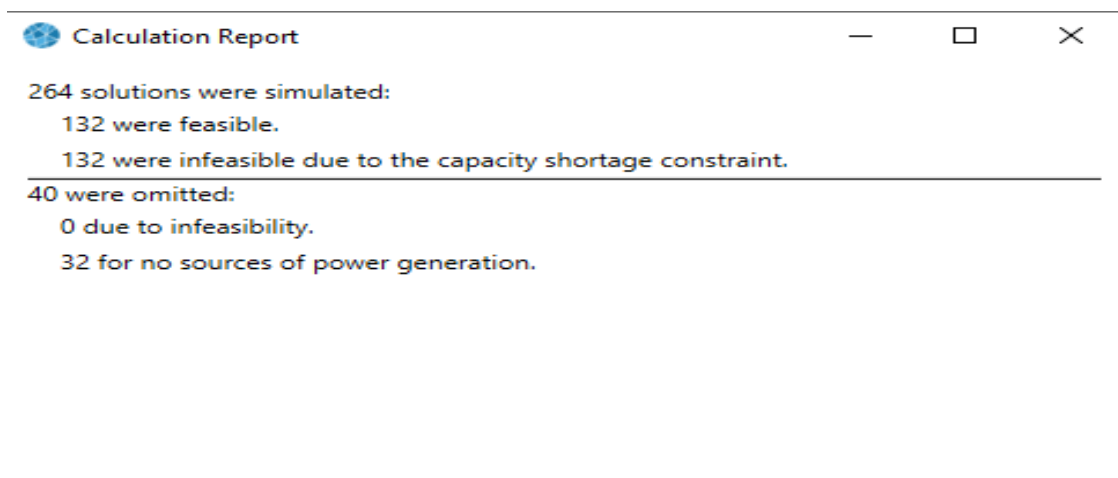 Calculation Report
264 solutions were simulated:
132 were feasible.
132 were infeasible due to the capacity shortage constraint.
40 were omitted:
0 due to infeasibility.
32 for no sources of power generation.